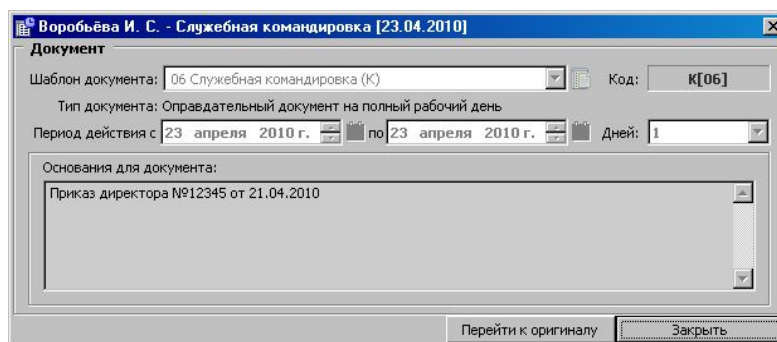 Воробьёва И. С. - Служебная командировка [23.04.2010]
Документ
Шаблон документа: 06 Служебная командировка (К) Код: К[06]
Тип документа: Оправдательный документ на полный рабочий день
Период действия с 23 апреля 2010 г. по 23 апреля 2010 г. Дней: 1
Основания для документа:
Приказ директора №12345 от 21.04.2010
Перейти к оригиналу Закрыть